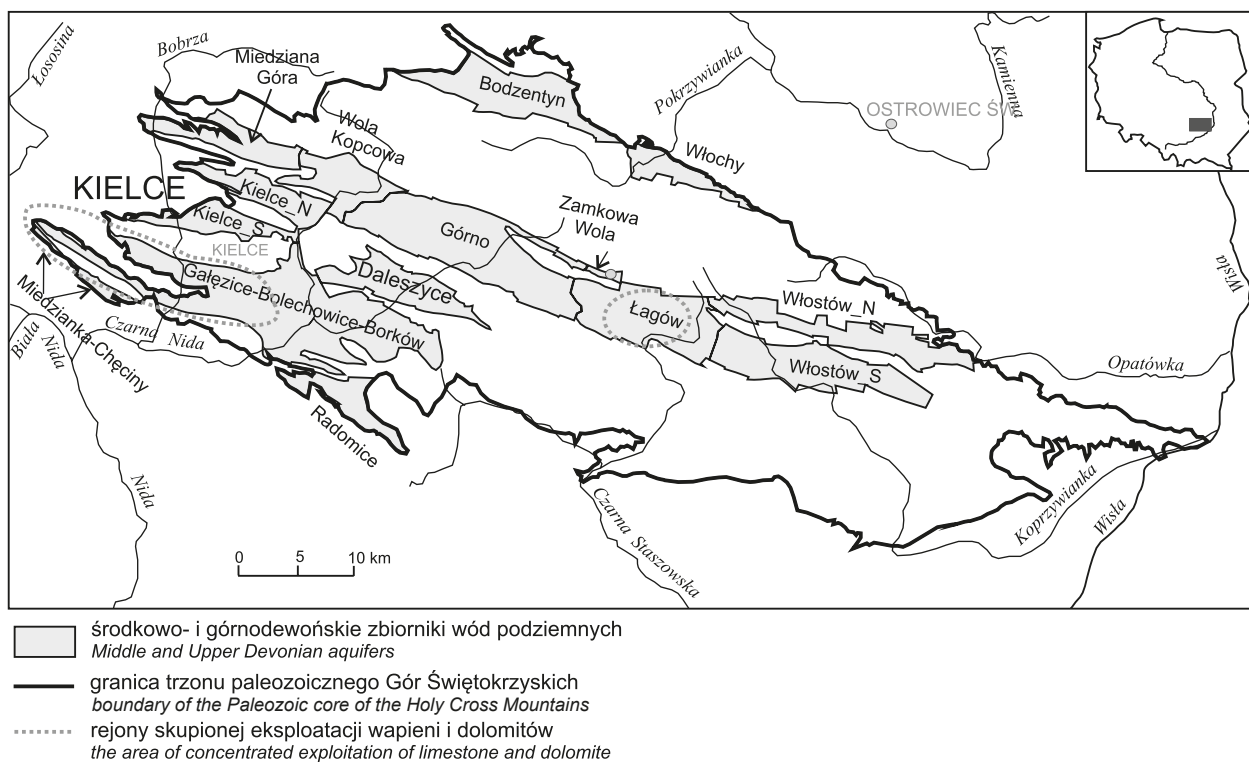 Łososina
Bobrza
Miedziana
Góra
Wola
Kopcowa
Bodzentyn
Pokrzywianka
Kamienna
OSTROWIEC ŚW.
Włochy
KIELCE
Kielce_N
Kielce_S
KIELCE
Górno
Zamkowa
Wola
Daleszyce
Gałęzice-Bolechowice-Borków
Miedzianka-Chęciny
Łagów
Włostów_N
Włostów_S
Wisła
Opatówka
Biała
Nida
Czarna
Nida
Radomice
Nida
Czarna Staszowska
Koprzywianka
Wisła
0 5 10 km
środkowo- i górnodewońskie zbiorniki wód podziemnych
Middle and Upper Devonian aquifers
granica trzonu paleozoicznego Gór Świętokrzyskich
boundary of the Paleozoic core of the Holy Cross Mountains
rejony skupionej eksploatacji wapieni i dolomitów
the area of concentrated exploitation of limestone and dolomite